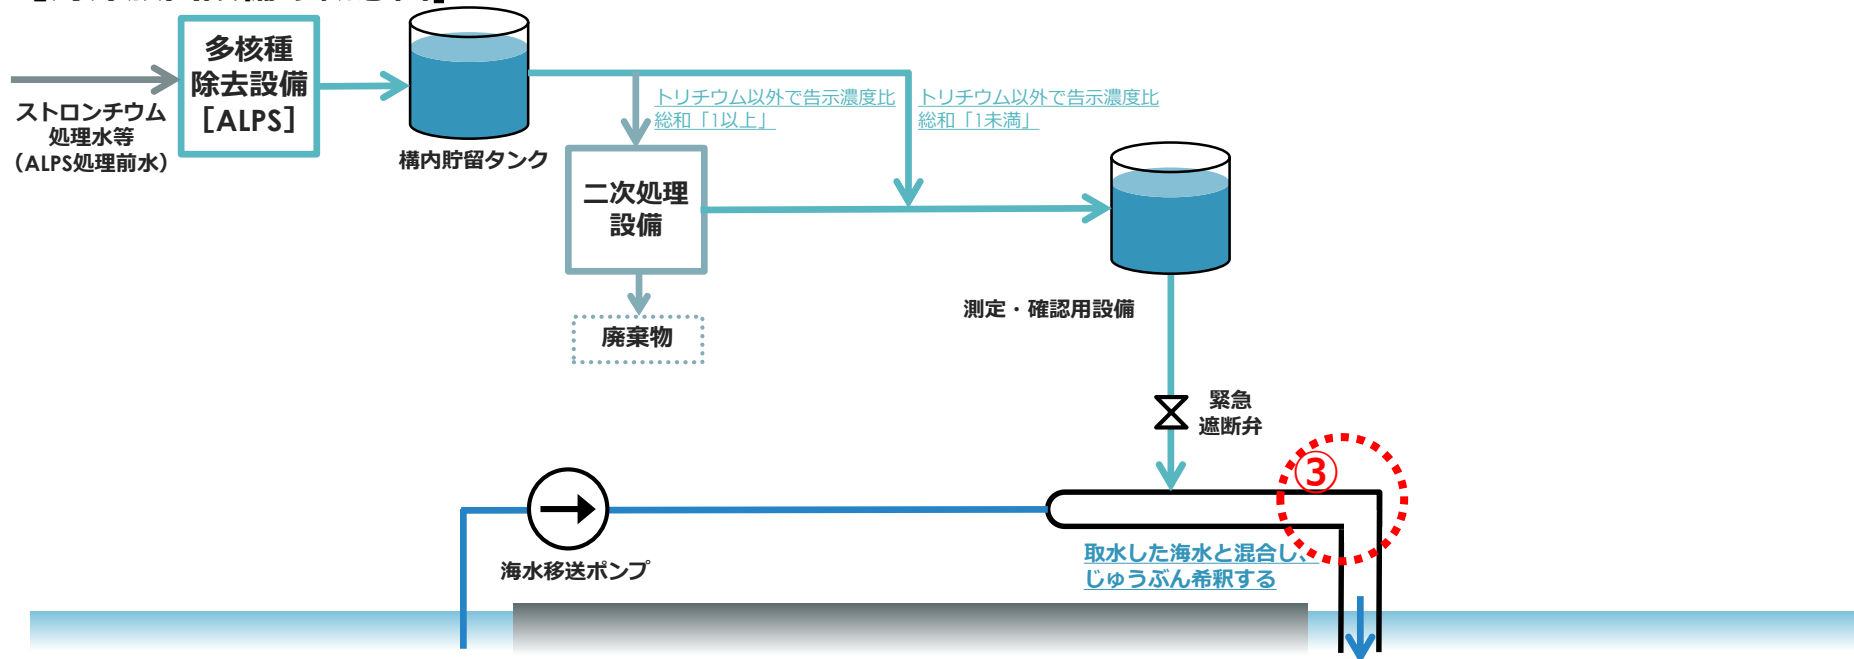 多核種
除去設備
［ALPS］
ストロンチウム
処理水等
（ALPS処理前水）
構内貯留タンク
トリチウム以外で告示濃度比
総和「1以上」
トリチウム以外で告示濃度比
総和「1未満」
二次処理
設備
廃棄物
測定・確認用設備
緊急
遮断弁
③
海水移送ポンプ
取水した海水と混合し、
じゅうぶん希釈する